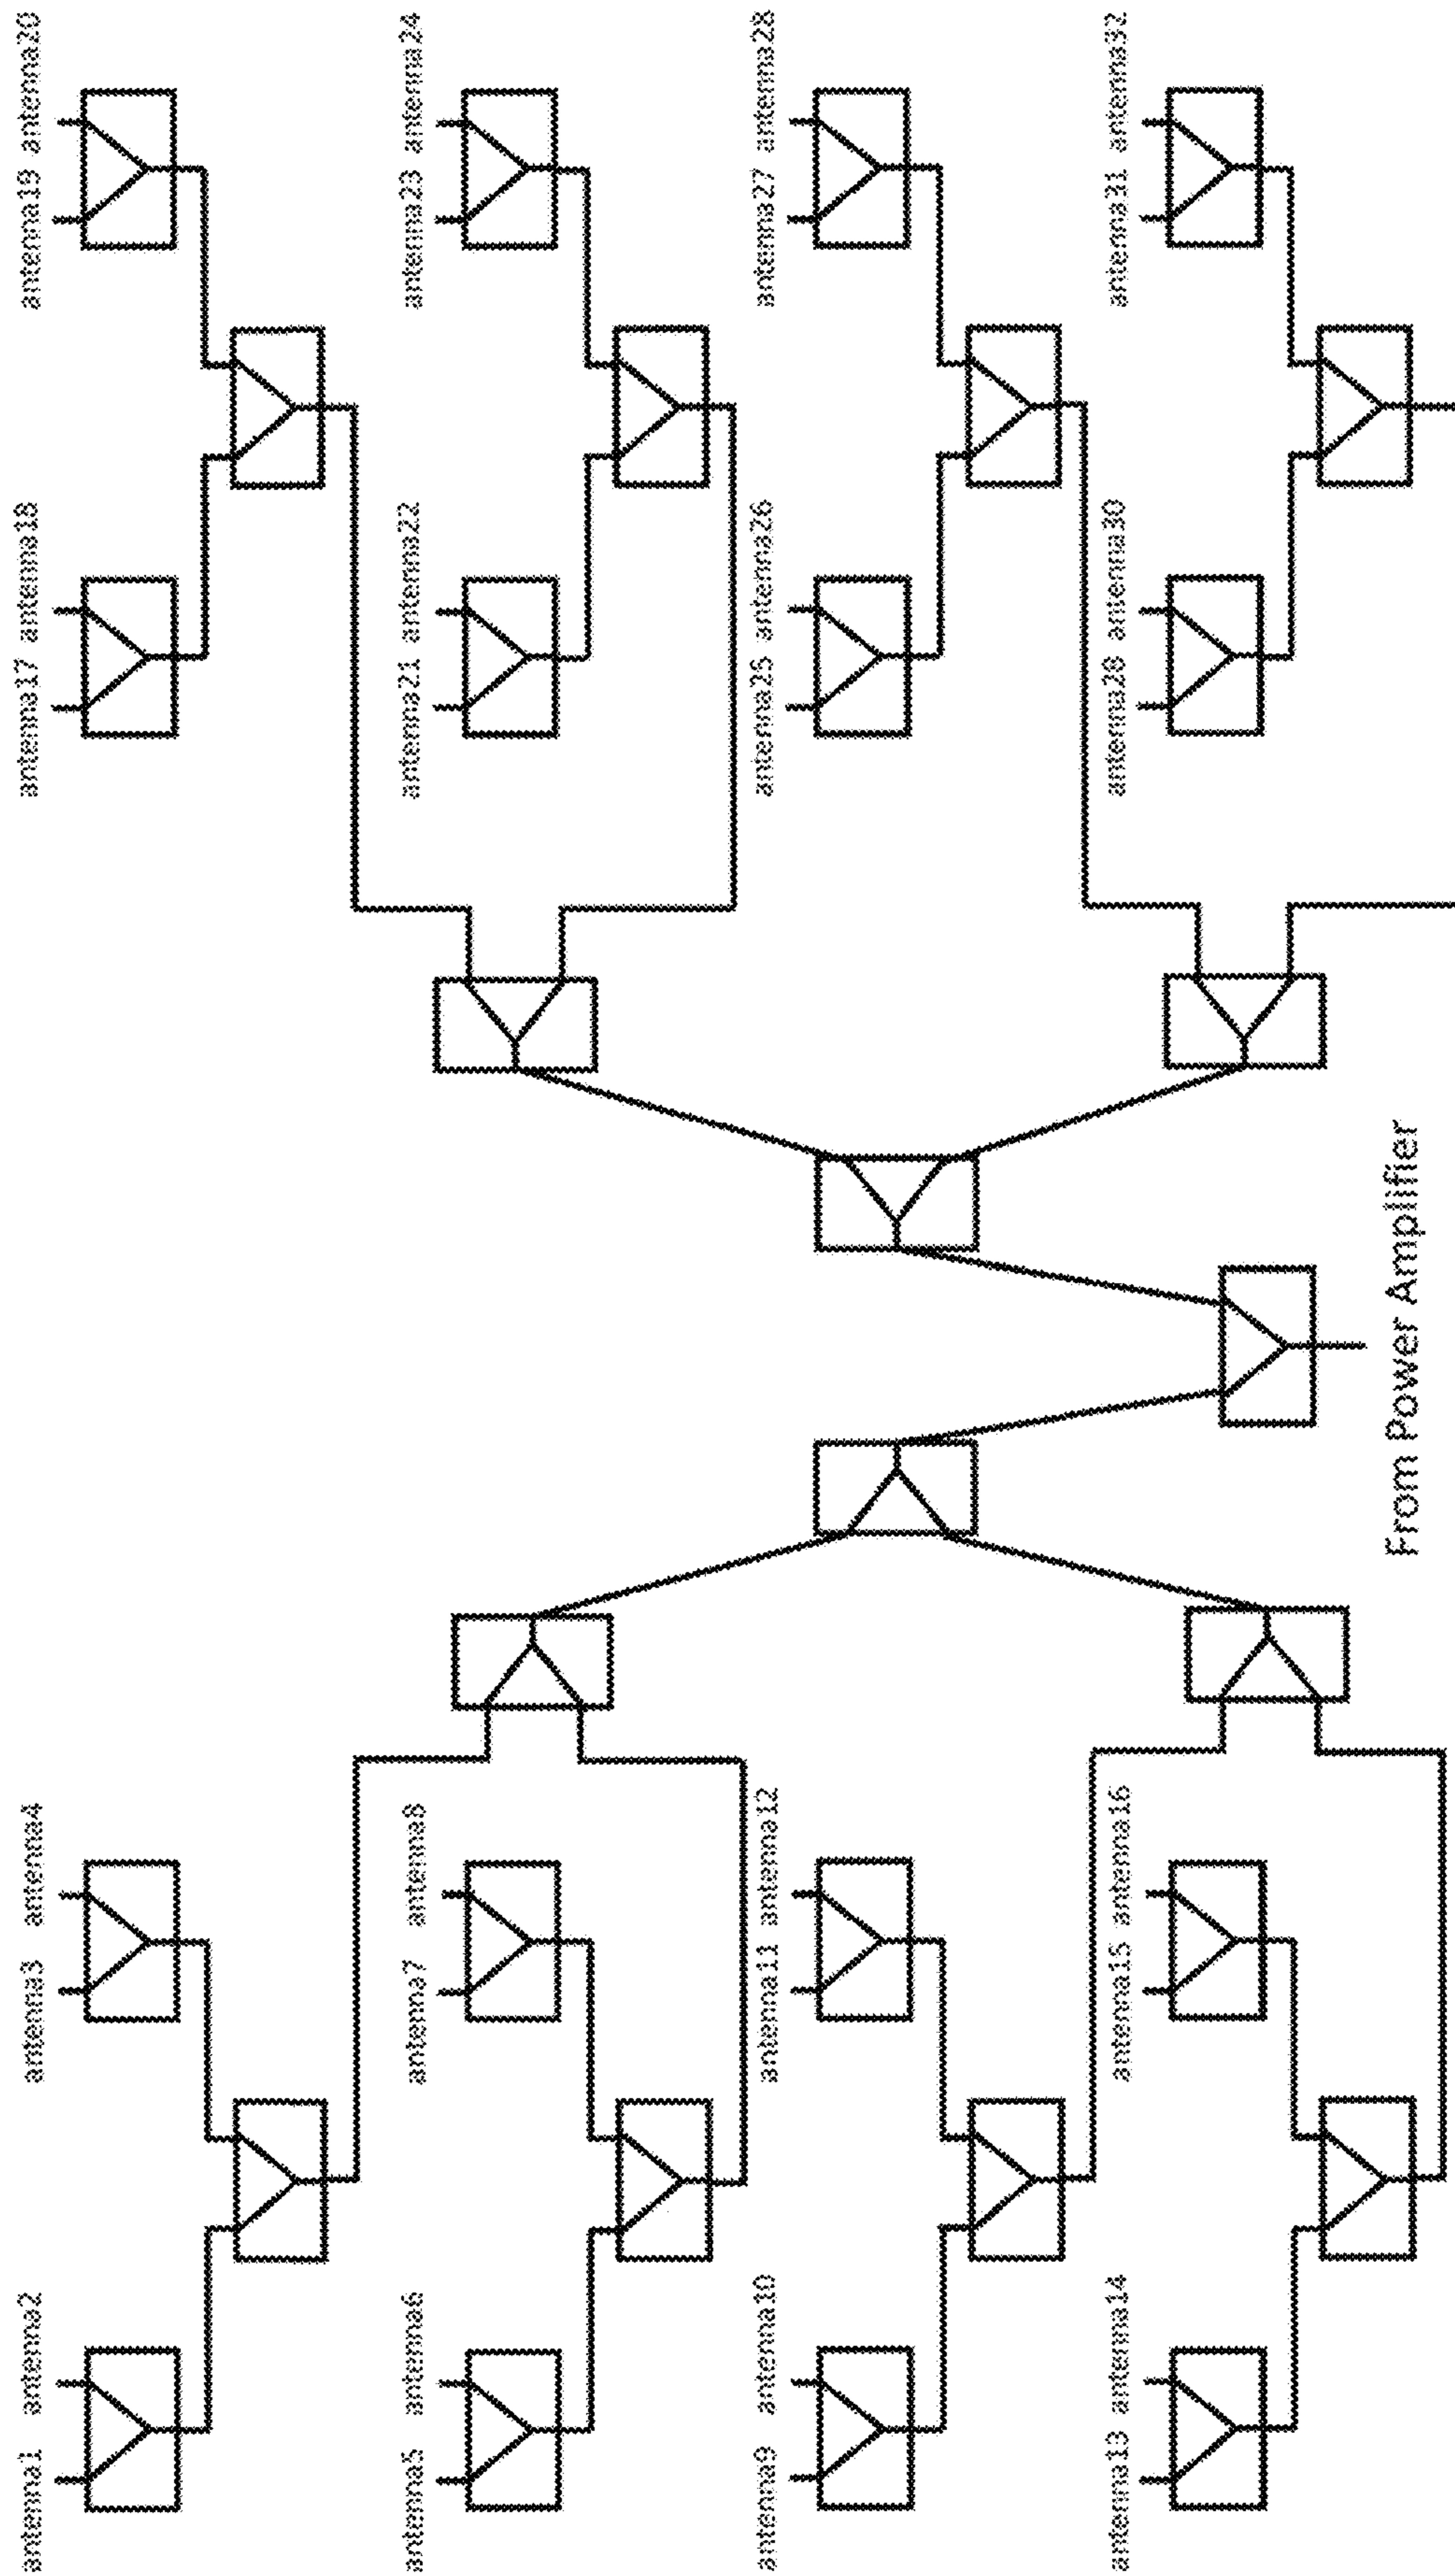 antenna1 antenna2 antenna3 antenna4 antenna17 antenna18 antenna19 antenna20
antenna5 antenna6 antenna7 antenna8 antenna21 antenna22 antenna23 antenna24
antenna9 antenna10 antenna11 antenna12 antenna25 antenna26 antenna27 antenna28
antenna13 antenna14 antenna15 antenna16 antenna28 antenna30 antenna31 antenna32
From Power Amplifier